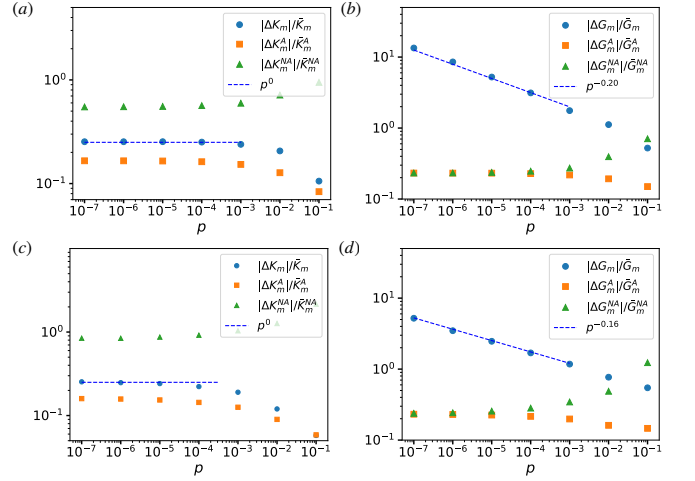 (a)
|ΔK_m|/K̄_m
|ΔK_m^A|/K̄_m^A
|ΔK_m^NA|/K̄_m^NA
p^0
10^0
10^−1
10^−7 10^−6 10^−5 10^−4 10^−3 10^−2 10^−1
p
(b)
|ΔG_m|/Ḡ_m
|ΔG_m^A|/Ḡ_m^A
|ΔG_m^NA|/Ḡ_m^NA
p^−0.20
10^1
10^0
10^−1
10^−7 10^−6 10^−5 10^−4 10^−3 10^−2 10^−1
p
(c)
|ΔK_m|/K̄_m
|ΔK_m^A|/K̄_m^A
|ΔK_m^NA|/K̄_m^NA
p^0
10^0
10^−1
10^−7 10^−6 10^−5 10^−4 10^−3 10^−2 10^−1
p
(d)
|ΔG_m|/Ḡ_m
|ΔG_m^A|/Ḡ_m^A
|ΔG_m^NA|/Ḡ_m^NA
p^−0.16
10^1
10^0
10^−1
10^−7 10^−6 10^−5 10^−4 10^−3 10^−2 10^−1
p